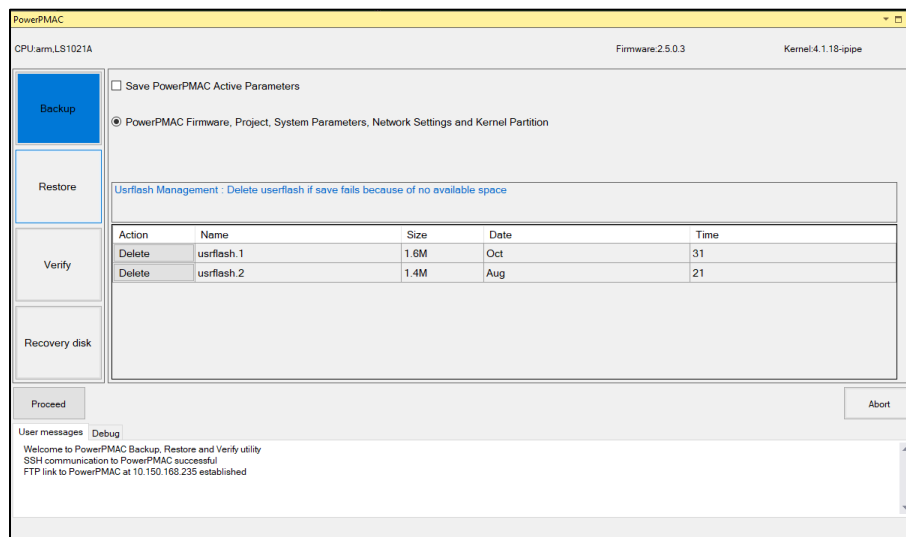 PowerPMAC
CPU:arm,LS1021A Firmware:2.5.0.3 Kernel:4.1.18-ipipe
Backup
Restore
Verify
Recovery disk
Save PowerPMAC Active Parameters
PowerPMAC Firmware, Project, System Parameters, Network Settings and Kernel Partition
Usrflash Management : Delete userflash if save fails because of no available space
Action Name Size Date Time
Delete usrflash.1 1.6M Oct 31
Delete usrflash.2 1.4M Aug 21
Proceed Abort
User messages Debug
Welcome to PowerPMAC Backup, Restore and Verify utility
SSH communication to PowerPMAC successful
FTP link to PowerPMAC at 10.150.168.235 established